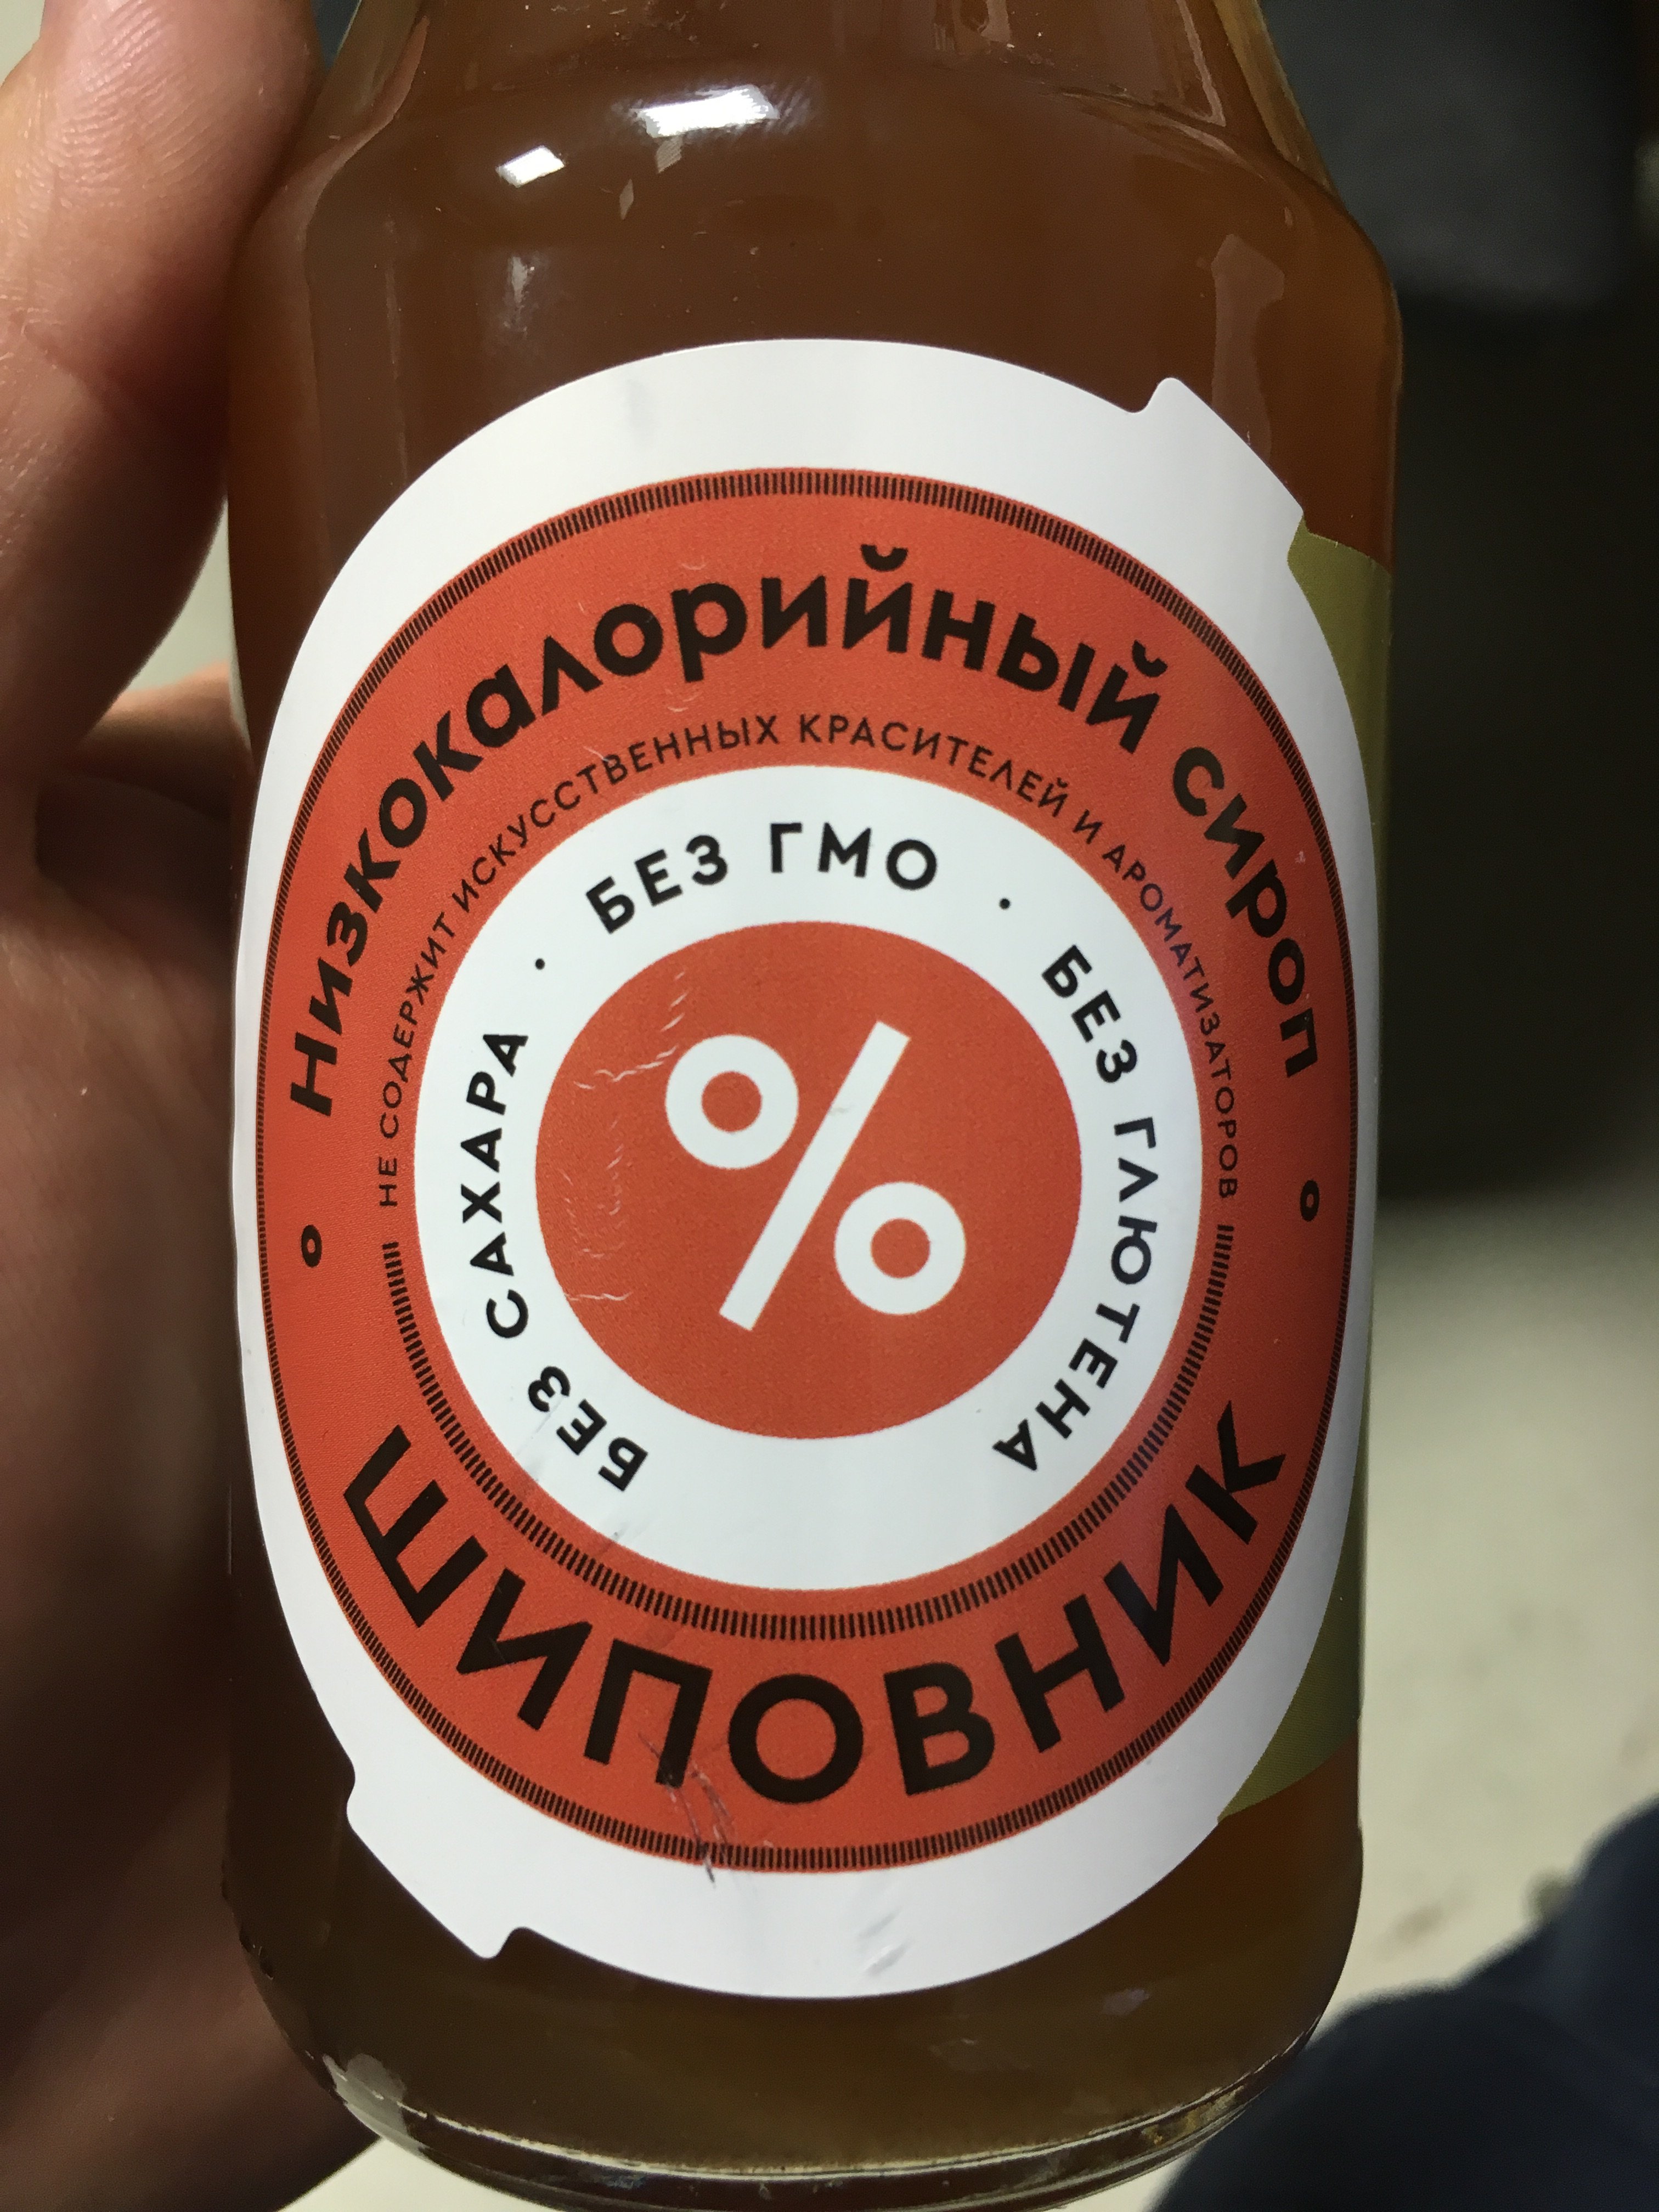 Низкокалорийный сироп
НЕ СОДЕРЖИТ ИСКУССТВЕННЫХ КРАСИТЕЛЕЙ И АРОМАТИЗАТОРОВ
БЕЗ САХАРА · БЕЗ ГМО · БЕЗ ГЛЮТЕНА
%
ШИПОВНИК